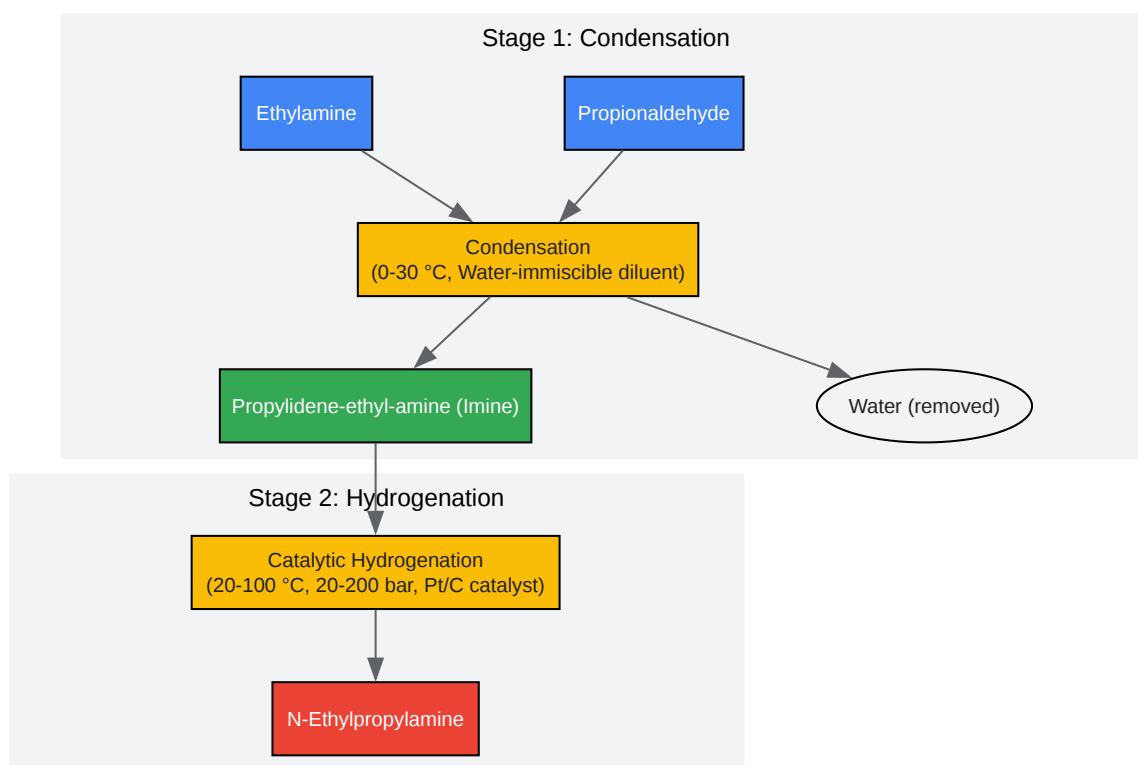 Stage 1: Condensation
Ethylamine
Propionaldehyde
Condensation
(0-30 °C, Water-immiscible diluent)
Propylidene-ethyl-amine (Imine)
Water (removed)
Stage 2: Hydrogenation
Catalytic Hydrogenation
(20-100 °C, 20-200 bar, Pt/C catalyst)
N-Ethylpropylamine